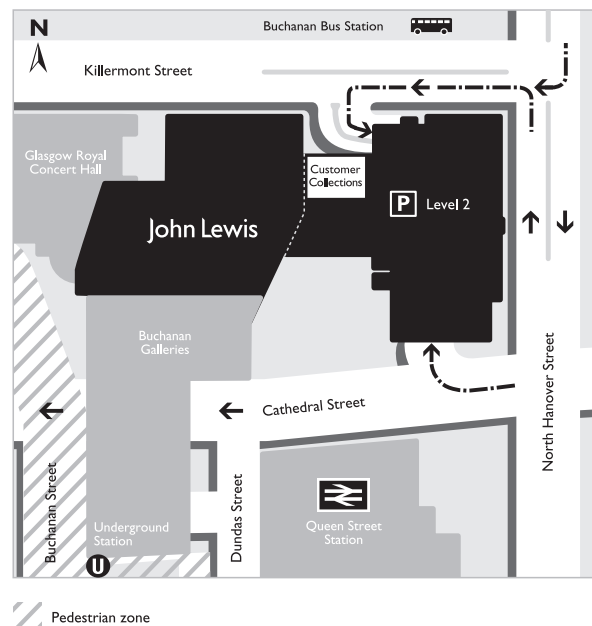 N
Buchanan Bus Station
Killermont Street
Glasgow Royal
Concert Hall
Customer
Collections
P
Level 2
John Lewis
Buchanan
Galleries
Cathedral Street
North Hanover Street
Buchanan Street
Dundas Street
Underground
Station
U
Queen Street
Station
Pedestrian zone